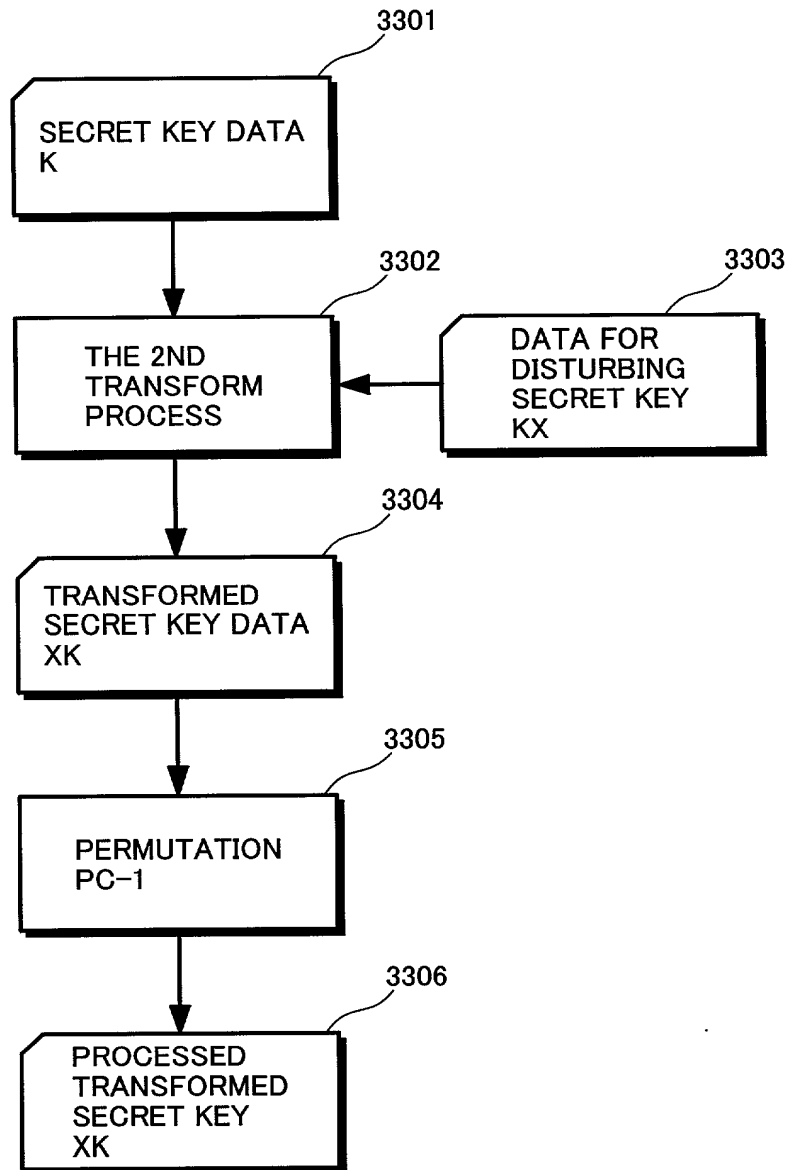 3301
SECRET KEY DATA
K
3302
THE 2ND
TRANSFORM
PROCESS
3303
DATA FOR
DISTURBING
SECRET KEY
KX
3304
TRANSFORMED
SECRET KEY DATA
XK
3305
PERMUTATION
PC-1
3306
PROCESSED
TRANSFORMED
SECRET KEY
XK